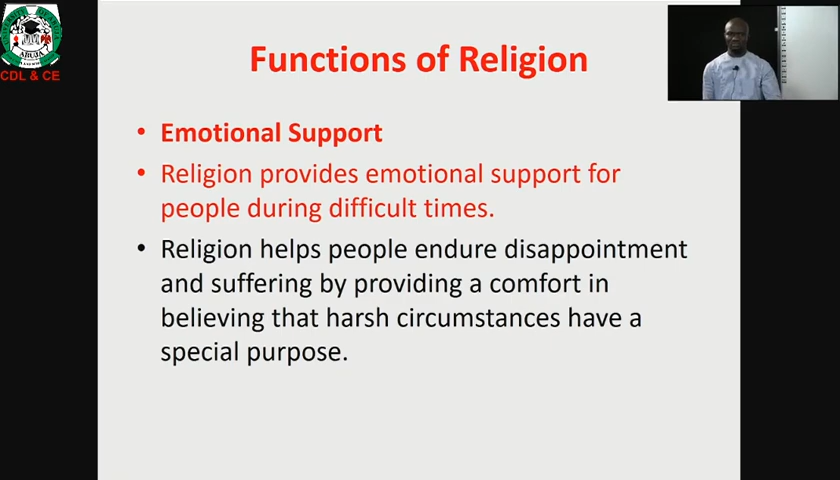 Functions of Religion
• Emotional Support
• Religion provides emotional support for
people during difficult times.
• Religion helps people endure disappointment
and suffering by providing a comfort in
believing that harsh circumstances have a
special purpose.
ABUJA
CDL & CE